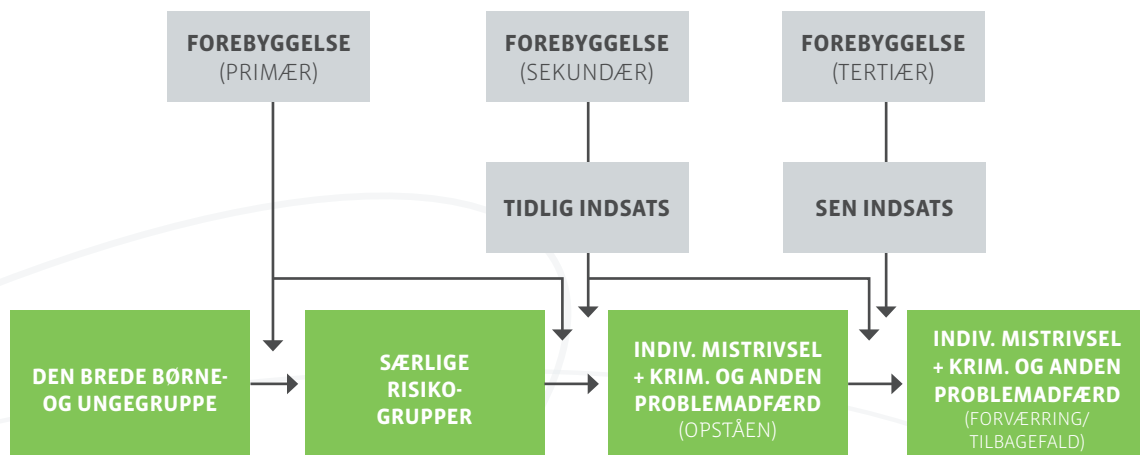 FOREBYGGELSE
(PRIMÆR)
FOREBYGGELSE
(SEKUNDÆR)
FOREBYGGELSE
(TERTIÆR)
TIDLIG INDSATS
SEN INDSATS
DEN BREDE BØRNE-
OG UNGEGRUPPE
SÆRLIGE
RISIKO-
GRUPPER
INDIV. MISTRIVSEL
+ KRIM. OG ANDEN
PROBLEMADFÆRD
(OPSTÅEN)
INDIV. MISTRIVSEL
+ KRIM. OG ANDEN
PROBLEMADFÆRD
(FORVÆRRING/
TILBAGEFALD)